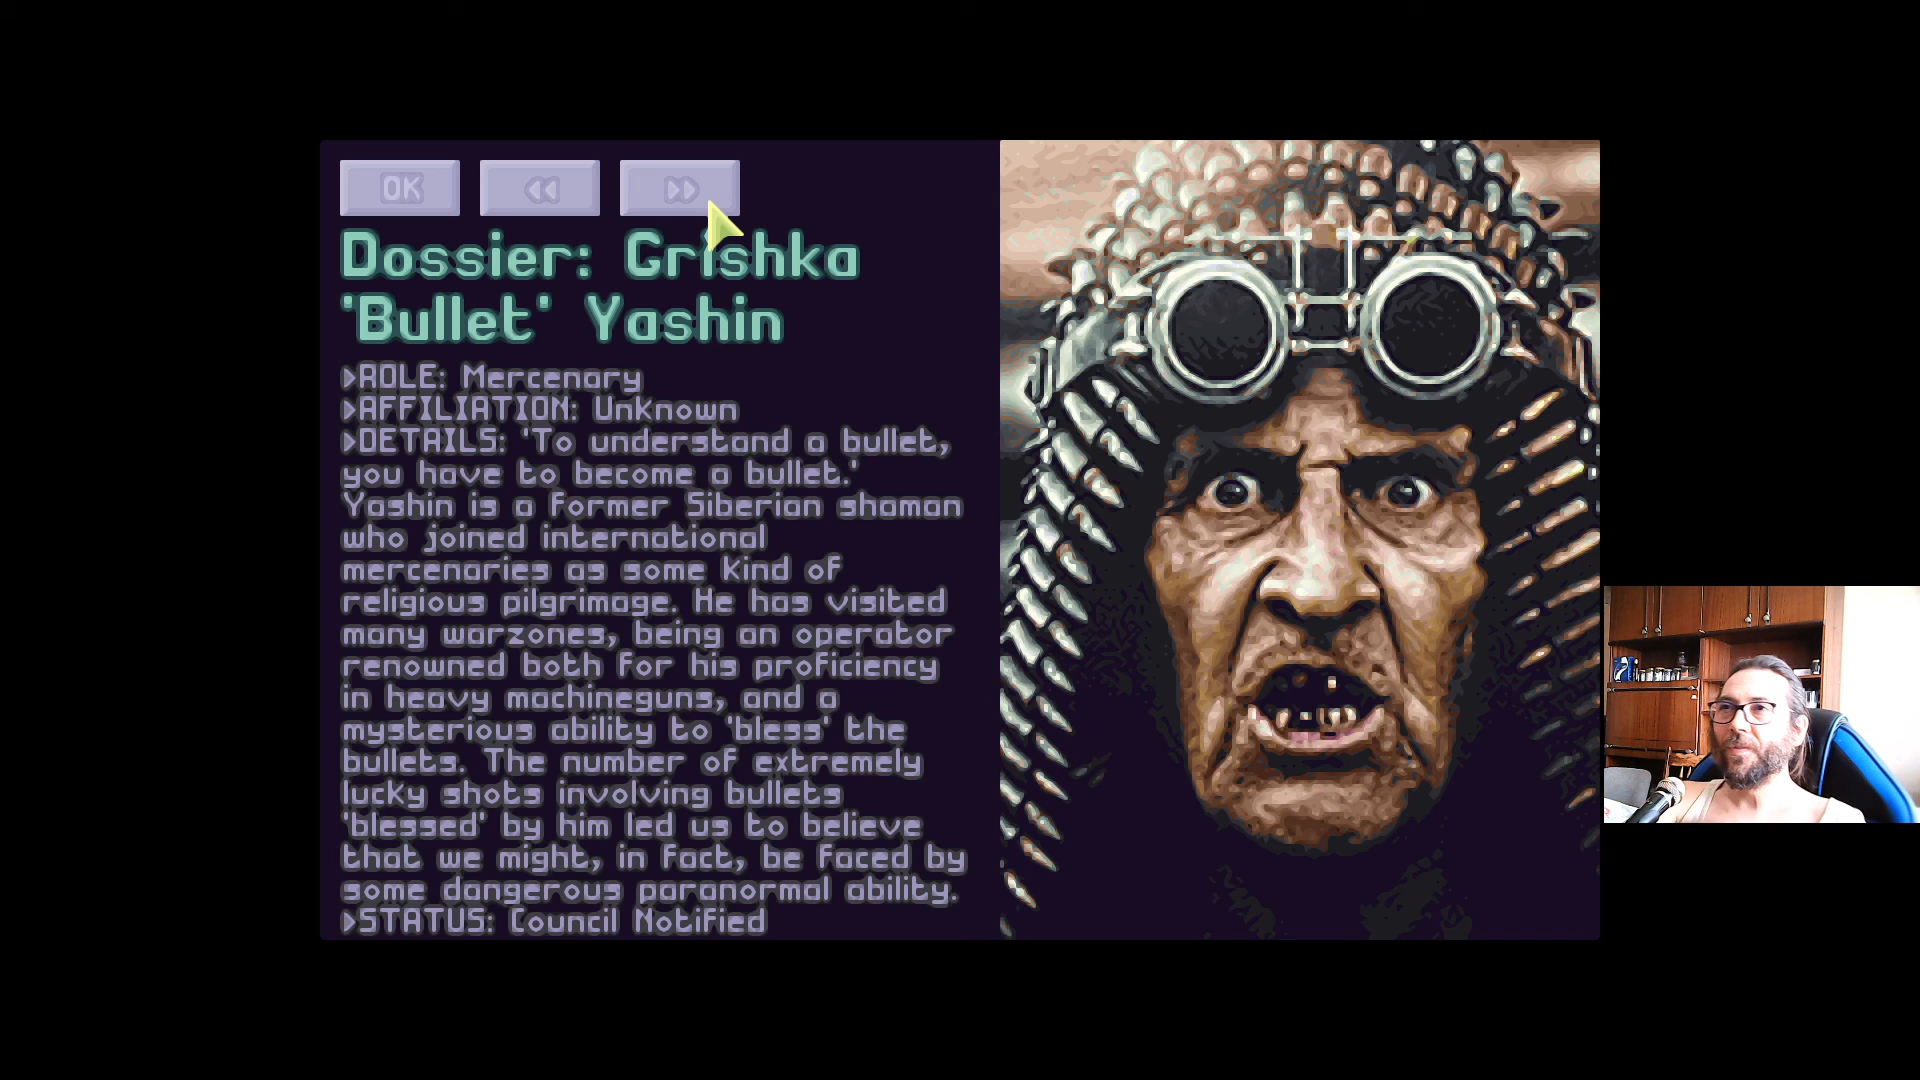 OK
Dossier: Grishka
'Bullet' Yashin
ROLE: Mercenary
AFFILIATION: Unknown
DETAILS: 'To understand a bullet,
you have to become a bullet.'
Yashin is a former Siberian shaman
who joined international
mercenaries as some kind of
religious pilgrimage. He has visited
many warzones, being an operator
renowned both for his proficiency
in heavy machineguns, and a
mysterious ability to 'bless' the
bullets. The number of extremely
lucky shots involving bullets
'blessed' by him led us to believe
that we might, in fact, be faced by
some dangerous paranormal ability.
STATUS: Council Notified